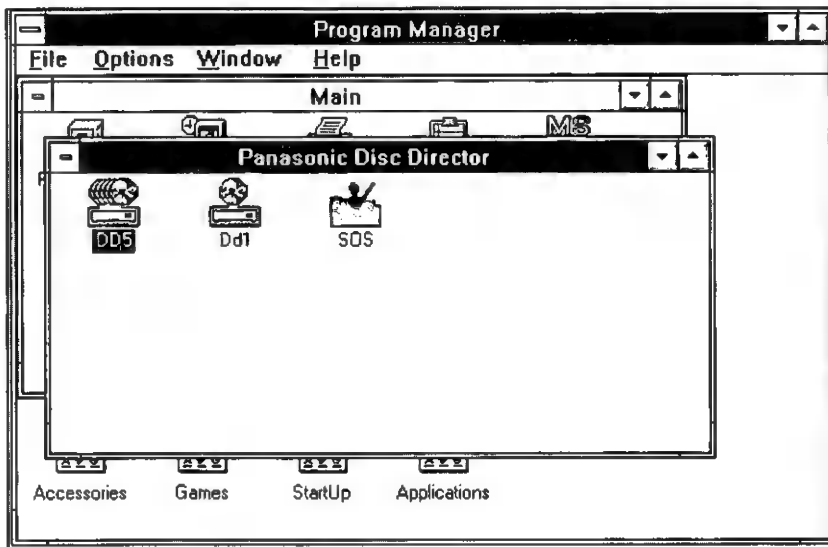 Program Manager
File Options Window Help
Main
MS
Panasonic Disc Director
DD5 Dd1 SOS
Accessories Games StartUp Applications